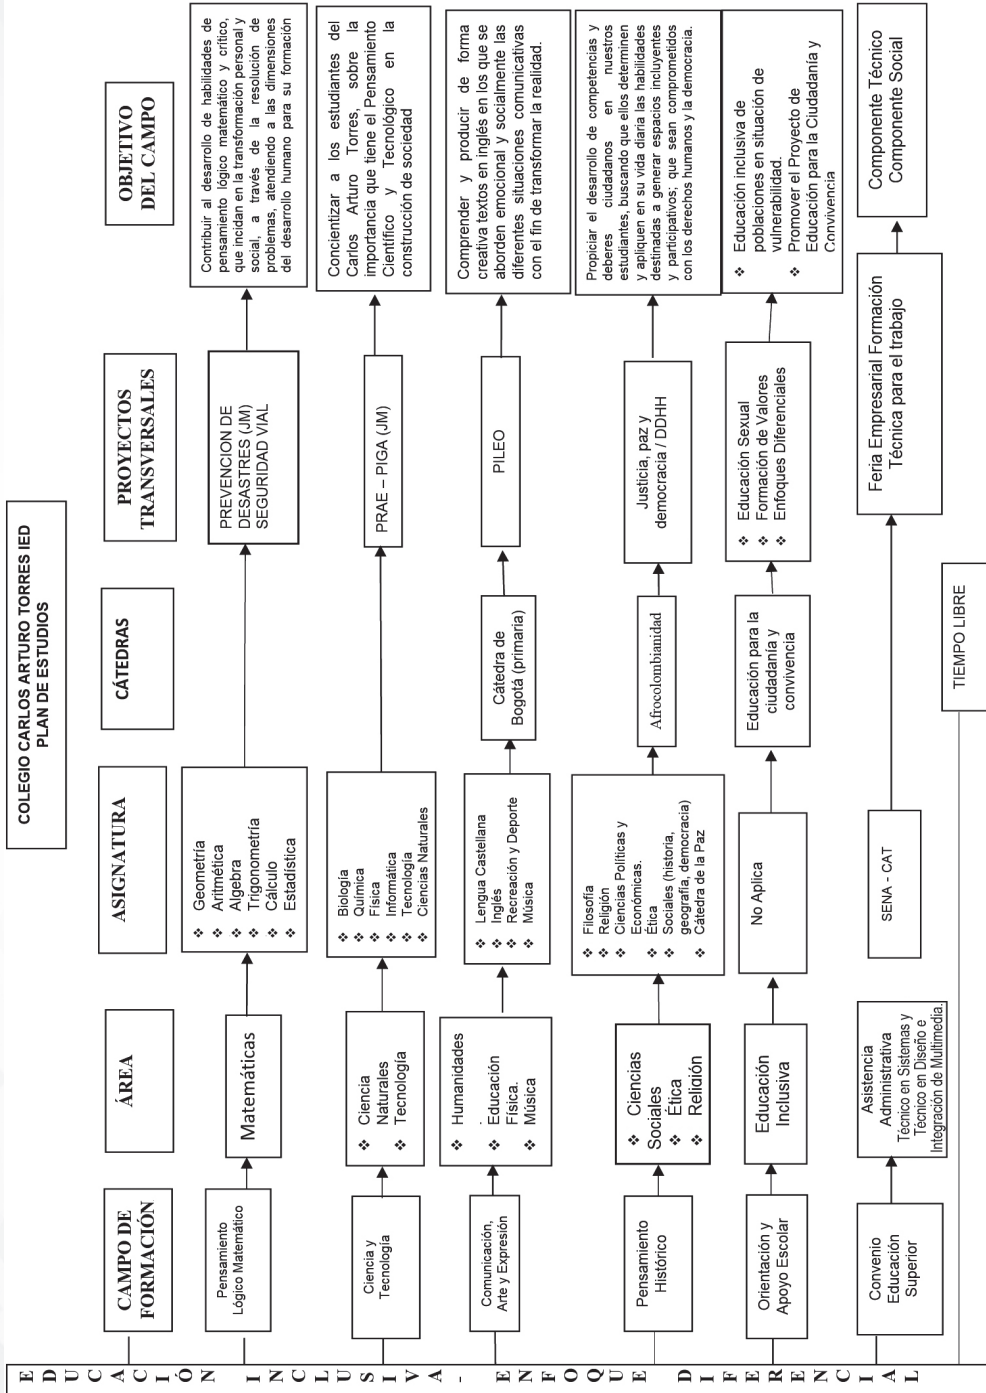 COLEGIO CARLOS ARTURO TORRES IED
PLAN DE ESTUDIOS
CAMPO DE
FORMACIÓN
ÁREA
ASIGNATURA
CÁTEDRAS
PROYECTOS
TRANSVERSALES
OBJETIVO
DEL CAMPO
Pensamiento
Lógico Matemático
Matemáticas
❖ Geometría
❖ Aritmética
❖ Algebra
❖ Trigonometría
❖ Cálculo
❖ Estadística
PREVENCION DE
DESASTRES (JM)
SEGURIDAD VIAL
Contribuir al desarrollo de habilidades de
pensamiento lógico matemático y crítico,
que incidan en la transformación personal y
social, a través de la resolución de
problemas, atendiendo a las dimensiones
del desarrollo humano para su formación
Ciencia y
Tecnología
❖ Ciencia
Naturales
❖ Tecnología
❖ Biología
❖ Química
❖ Física
❖ Informática
❖ Tecnología
❖ Ciencias Naturales
PRAE – PIGA (JM)
Concientizar a los estudiantes del
Carlos Arturo Torres, sobre la
importancia que tiene el Pensamiento
Científico y Tecnológico en la
construcción de sociedad
Comunicación,
Arte y Expresión
❖ Humanidades
.
❖ Educación
Física.
❖ Música
❖ Lengua Castellana
❖ Inglés
❖ Recreación y Deporte
❖ Música
Cátedra de
Bogotá (primaria)
PILEO
Comprender y producir de forma
creativa textos en inglés en los que se
aborden emocional y socialmente las
diferentes situaciones comunicativas
con el fin de transformar la realidad.
Pensamiento
Histórico
❖ Ciencias
Sociales
❖ Ética
❖ Religión
❖ Filosofía
❖ Religión
❖ Ciencias Políticas y
Económicas.
❖ Ética
❖ Sociales (historia,
geografía, democracia)
❖ Cátedra de la Paz
Afrocolombianidad
Justicia, paz y
democracia / DDHH
Propiciar el desarrollo de competencias y
deberes ciudadanos en nuestros
estudiantes, buscando que ellos determinen
y apliquen en su vida diaria las habilidades
destinadas a generar espacios incluyentes
y participativos; que sean comprometidos
con los derechos humanos y la democracia.
Orientación y
Apoyo Escolar
Educación
Inclusiva
No Aplica
Educación para la
ciudadanía y
convivencia
❖ Educación Sexual
❖ Formación de Valores
❖ Enfoques Diferenciales
❖ Educación inclusiva de
poblaciones en situación de
vulnerabilidad.
❖ Promover el Proyecto de
Educación para la Ciudadanía y
Convivencia
Convenio
Educación
Superior
Asistencia
Administrativa
Técnico en Sistemas y
Técnico en Diseño e
Integración de Multimedia.
SENA - CAT
Feria Empresarial Formación
Técnica para el trabajo
Componente Técnico
Componente Social
TIEMPO LIBRE
EDUCACIÓN INCLUSIVA - ENFOQUE DIFERENCIAL